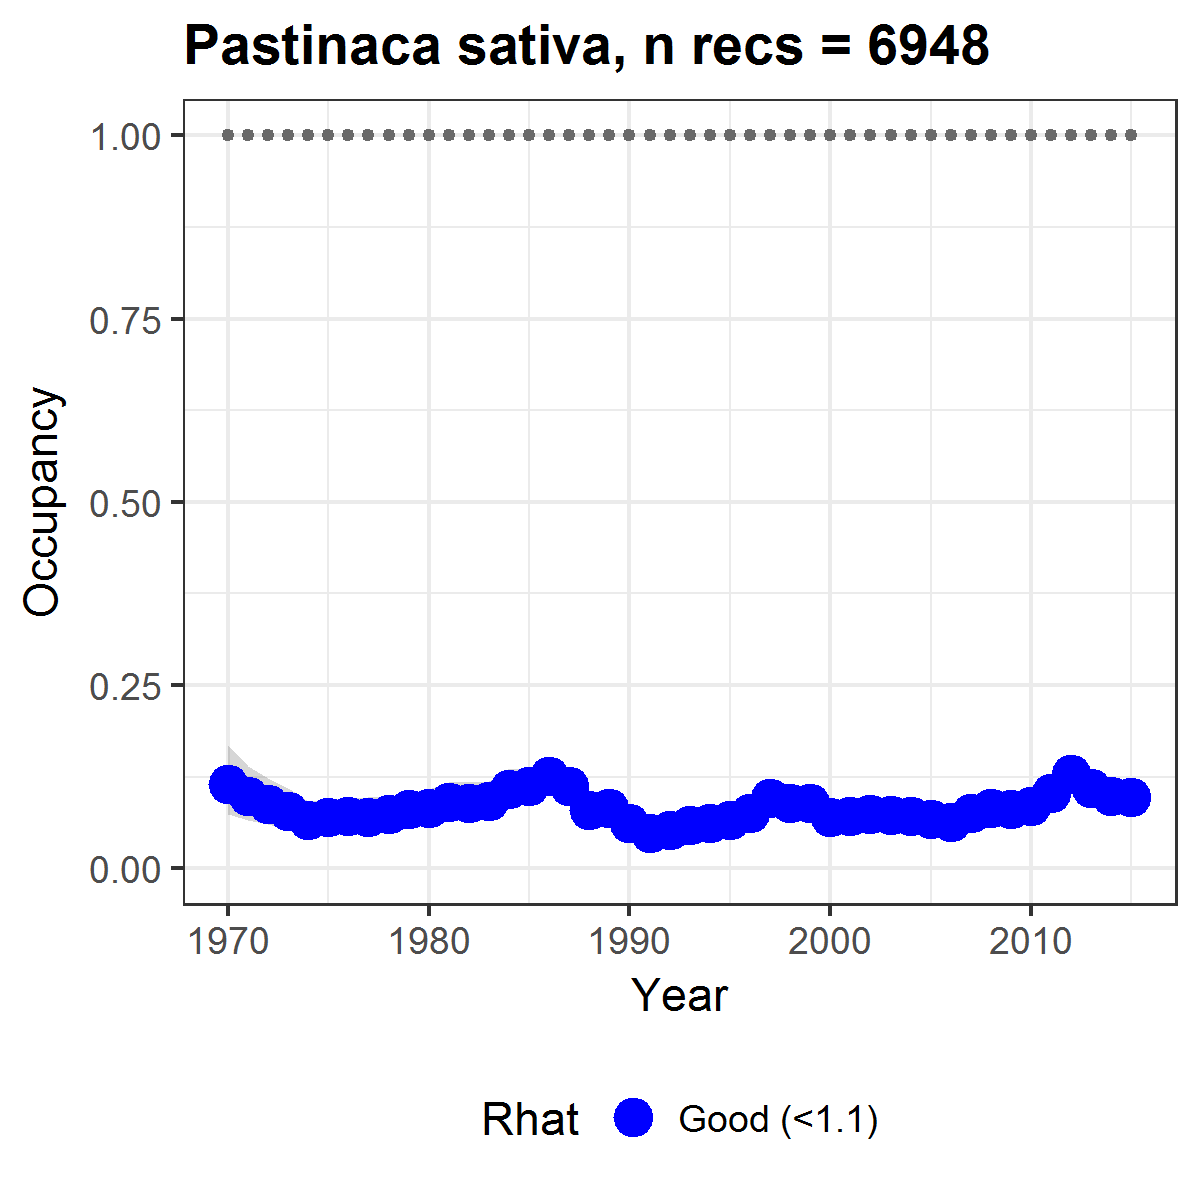 Pastinaca sativa, n recs = 6948
1.00
0.75
0.50
0.25
0.00
Occupancy
1970 1980 1990 2000 2010
Year
Rhat Good (<1.1)